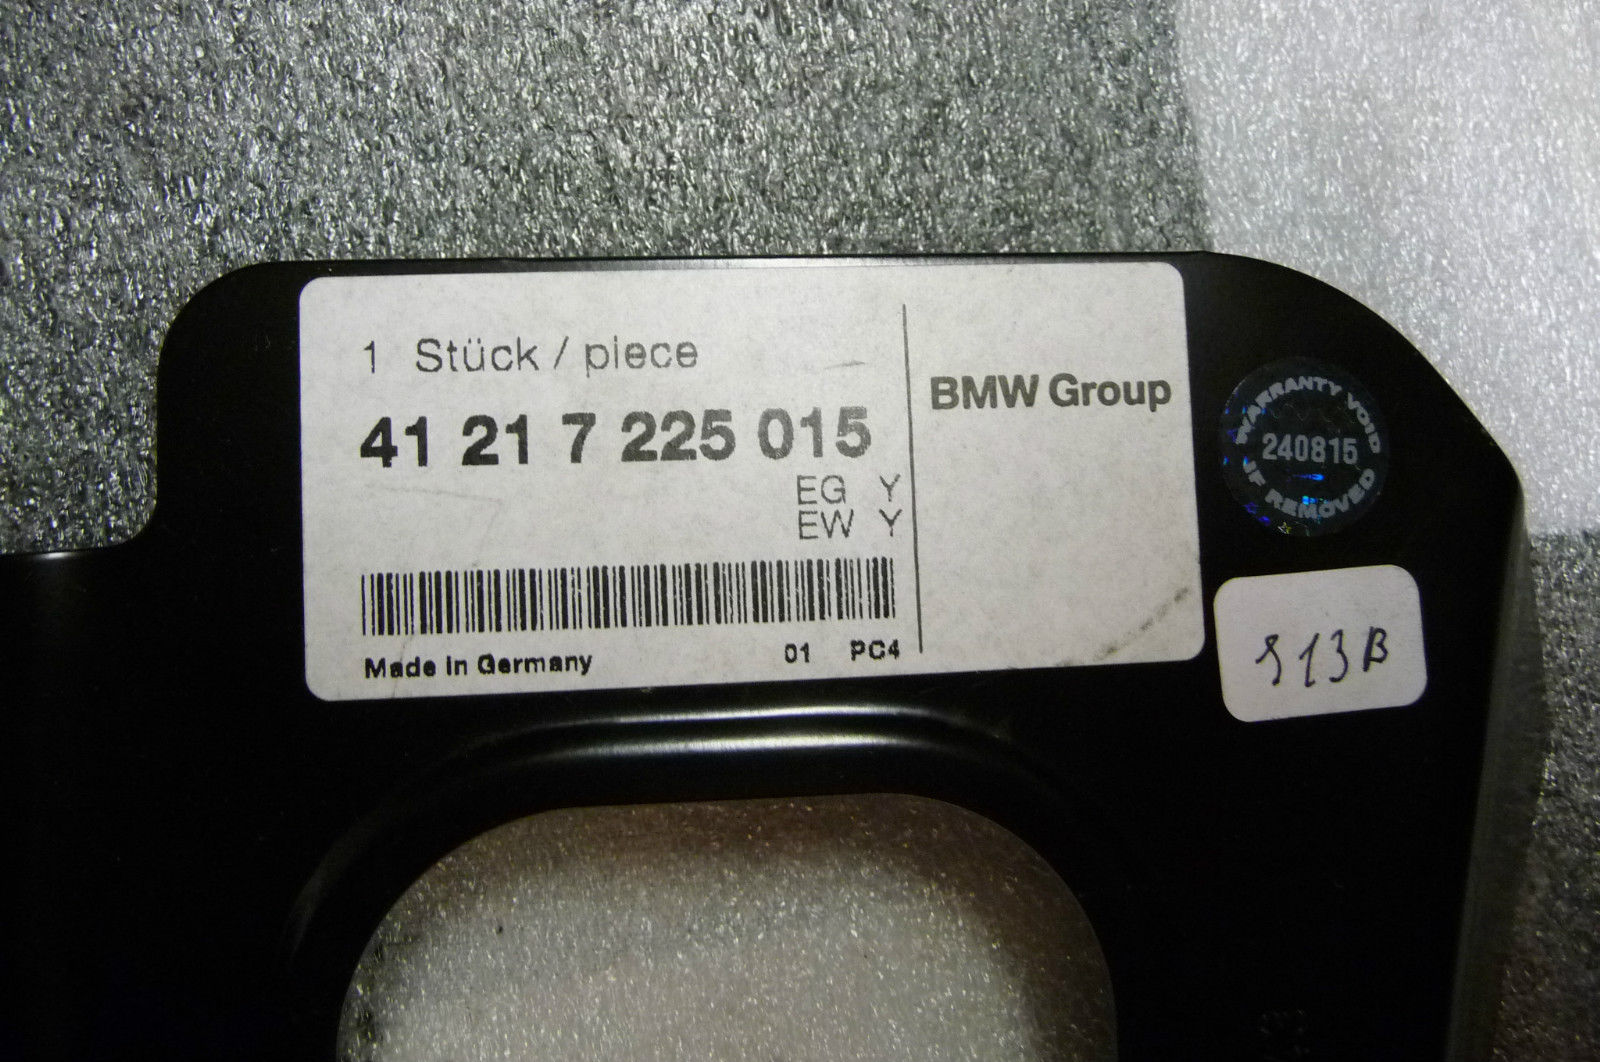 1 Stück / piece
41 21 7 225 015
EG Y
EW Y
Made in Germany
01 PC4
BMW Group
WARRANTY VOID
240815
IF REMOVED
913B